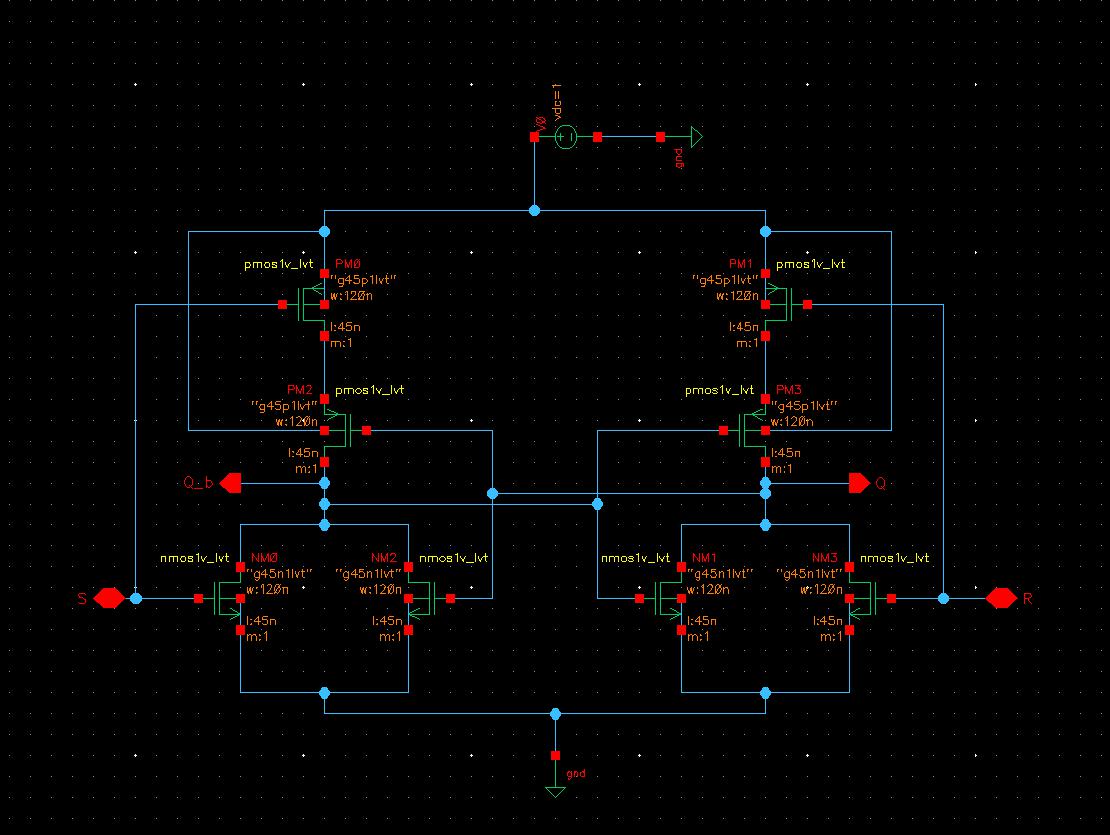 vdc=1
V0
gnd
pmos1v_lvt
PM0
"g45p1lvt"
w:120n
l:45n
m:1
PM1
pmos1v_lvt
"g45p1lvt"
w:120n
l:45n
m:1
PM2
pmos1v_lvt
"g45p1lvt"
w:120n
l:45n
m:1
pmos1v_lvt
PM3
"g45p1lvt"
w:120n
l:45n
m:1
Q_b
Q
nmos1v_lvt
NM0
"g45n1lvt"
w:120n
l:45n
m:1
NM2
nmos1v_lvt
"g45n1lvt"
w:120n
l:45n
m:1
nmos1v_lvt
NM1
"g45n1lvt"
w:120n
l:45n
m:1
NM3
nmos1v_lvt
"g45n1lvt"
w:120n
l:45n
m:1
S
R
gnd